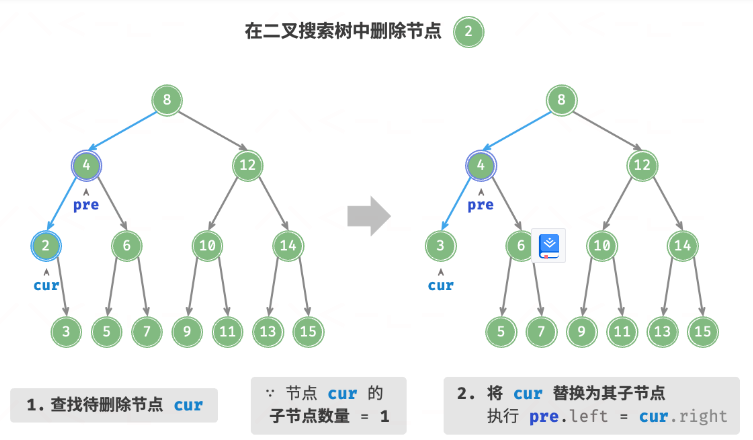 在二叉搜索树中删除节点 2
8
4
12
pre
2
6
10
14
cur
3
5
7
9
11
13
15
8
4
12
pre
3
6
10
14
cur
5
7
9
11
13
15
1. 查找待删除节点 cur
∵ 节点 cur 的
子节点数量 = 1
2. 将 cur 替换为其子节点
执行 pre.left = cur.right